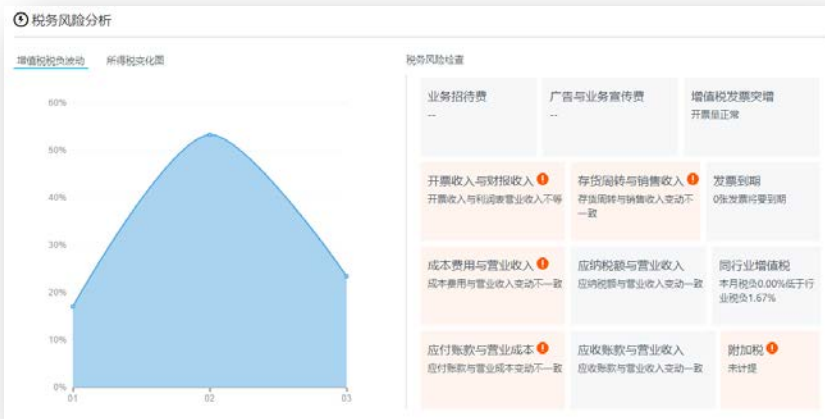 税务风险分析
增值税税负波动 所得税变化图
60%
50%
40%
30%
20%
10%
0%
01 02 03
税务风险检查
业务招待费
--
广告与业务宣传费
--
增值税发票突增
开票量正常
开票收入与财报收入
开票收入与利润表营业收入不等
存货周转与销售收入
存货周转与销售收入变动不
一致
发票到期
0张发票将要到期
成本费用与营业收入
成本费用与营业收入变动不一致
应纳税额与营业收入
应纳税额与营业收入变动一致
同行业增值税
本月税负0.00%低于行
业税负1.67%
应付账款与营业成本
应付账款与营业成本变动不一致
应收账款与营业收入
应收账款与营业收入变动一致
附加税
未计提